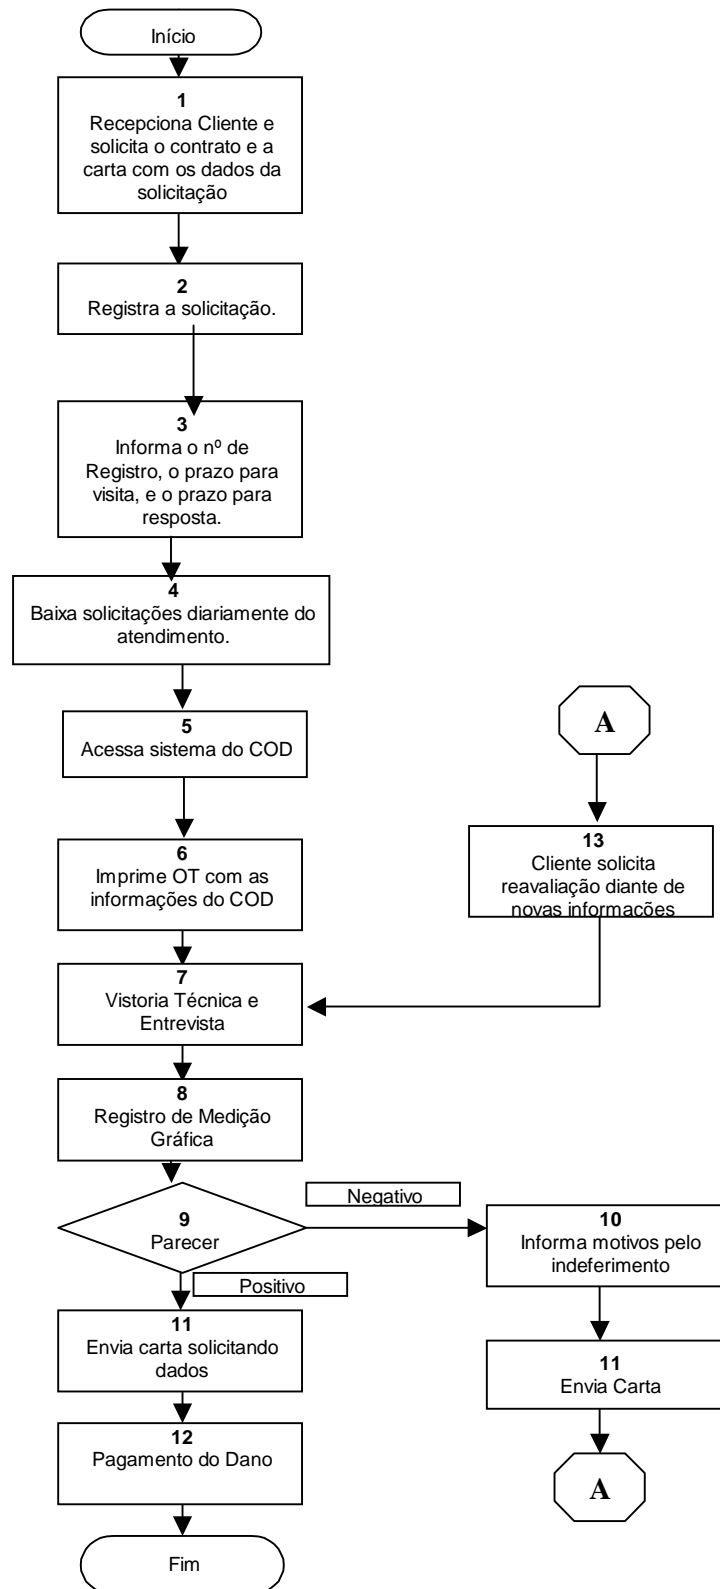 Início
1
Recepciona Cliente e
solicita o contrato e a
carta com os dados da
solicitação
2
Registra a solicitação.
3
Informa o nº de
Registro, o prazo para
visita, e o prazo para
resposta.
4
Baixa solicitações diariamente do
atendimento.
5
Acessa sistema do COD
6
Imprime OT com as
informações do COD
A
13
Cliente solicita
reavaliação diante de
novas informações
7
Vistoria Técnica e
Entrevista
8
Registro de Medição
Gráfica
9
Parecer
Negativo
Positivo
10
Informa motivos pelo
indeferimento
11
Envia carta solicitando
dados
11
Envia Carta
12
Pagamento do Dano
A
Fim